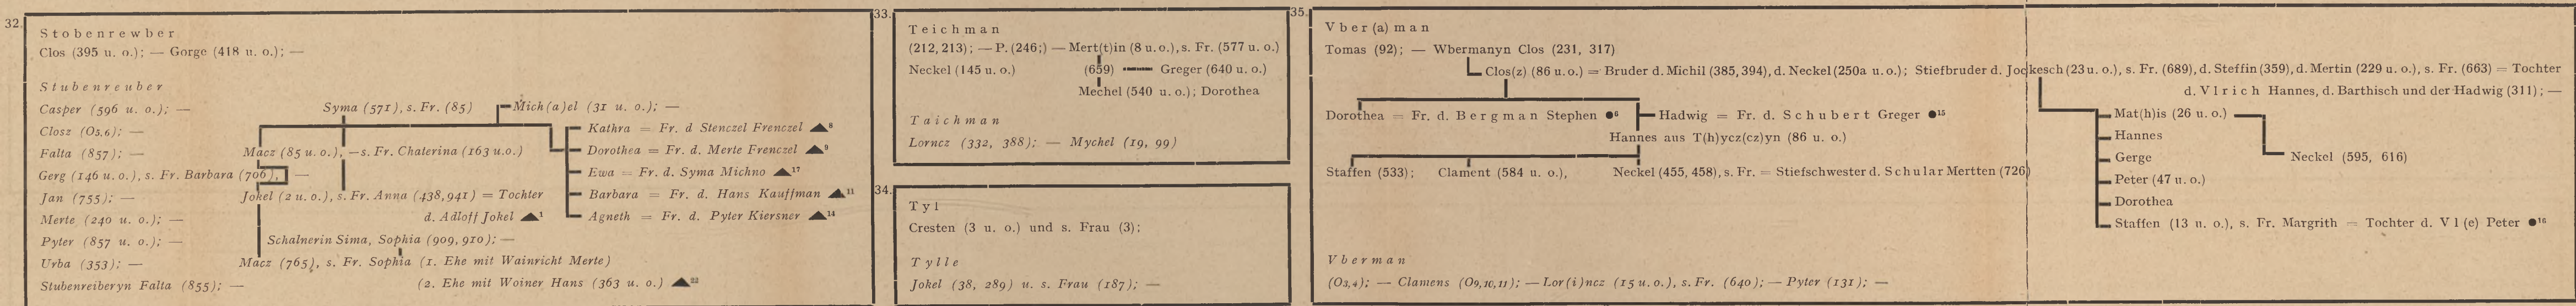 32.
Stobenrewber
Clos (395 u. o.); — Gorge (418 u. o.); —
Stubenreuber
Casper (596 u. o.); —
Closz (O3,6); —
Falta (857); —
Gerg (146 u. o.), s. Fr. Barbara (706), —
Jan (755); —
Merte (240 u. o.); —
Pyter (857 u. o.); —
Urba (353); —
Stubenreiberyn Falta (855); —
Syma (571), s. Fr. (85)
Mich(a)el (31 u. o.); —
Macz (85 u. o.), — s. Fr. Chaterina (163 u. o.)
Jokel (2 u. o.), s. Fr. Anna (438, 941) = Tochter
d. Adloff Jokel ▲1
Schalnerin Sima, Sophia (909, 910); —
Macz (765), s. Fr. Sophia (1. Ehe mit Wainricht Merte)
(2. Ehe mit Woiner Hans (363 u. o.) ▲22
Kathra = Fr. d Stenczel Frenczel ▲8
Dorothea = Fr. d. Merte Frenczel ▲9
Ewa = Fr. d. Syma Michno ▲17
Barbara = Fr. d. Hans Kauffman ▲11
Agneth = Fr. d. Pyter Kiersner ▲14
33.
Teichman
(212, 213); — P. (246;) — Mert(t)in (8 u. o.), s. Fr. (577 u. o.)
Neckel (145 u. o.) (659) Greger (640 u. o.)
Mechel (540 u. o.); Dorothea
Taichman
Lorncz (332, 388); — Mychel (19, 99)
34.
Tyl
Cresten (3 u. o.) und s. Frau (3);
Tylle
Jokel (38, 289) u. s. Frau (187); —
35.
Vber(a)man
Tomas (92); — Wbermanyn Clos (231, 317)
Clos(z) (86 u. o.) = Bruder d. Michil (385, 394), d. Neckel (250a u. o.); Stiefbruder d. Jockesch (23 u. o.), s. Fr. (689), d. Steffin (359), d. Mertin (229 u. o.), s. Fr. (663) = Tochter
d. Vlrich Hannes, d. Barthisch und der Hadwig (311); —
Dorothea = Fr. d. Bergman Stephen ●6
Hadwig = Fr. d. Schubert Greger ●15
Hannes aus T(h)ycz(cz)yn (86 u. o.)
Staffen (533); Clament (584 u. o.), Neckel (455, 458), s. Fr. = Stiefschwester d. Schular Mertten (726)
Mat(h)is (26 u. o.)
Hannes
Gerge
Peter (47 u. o.)
Dorothea
Staffen (13 u. o.), s. Fr. Margrith = Tochter d. Vl(e) Peter ●16
Neckel (595, 616)
Vberman
(O3,4); — Clamens (O9,10,11); — Lor(i)ncz (15 u. o.), s. Fr. (640); — Pyter (131); —